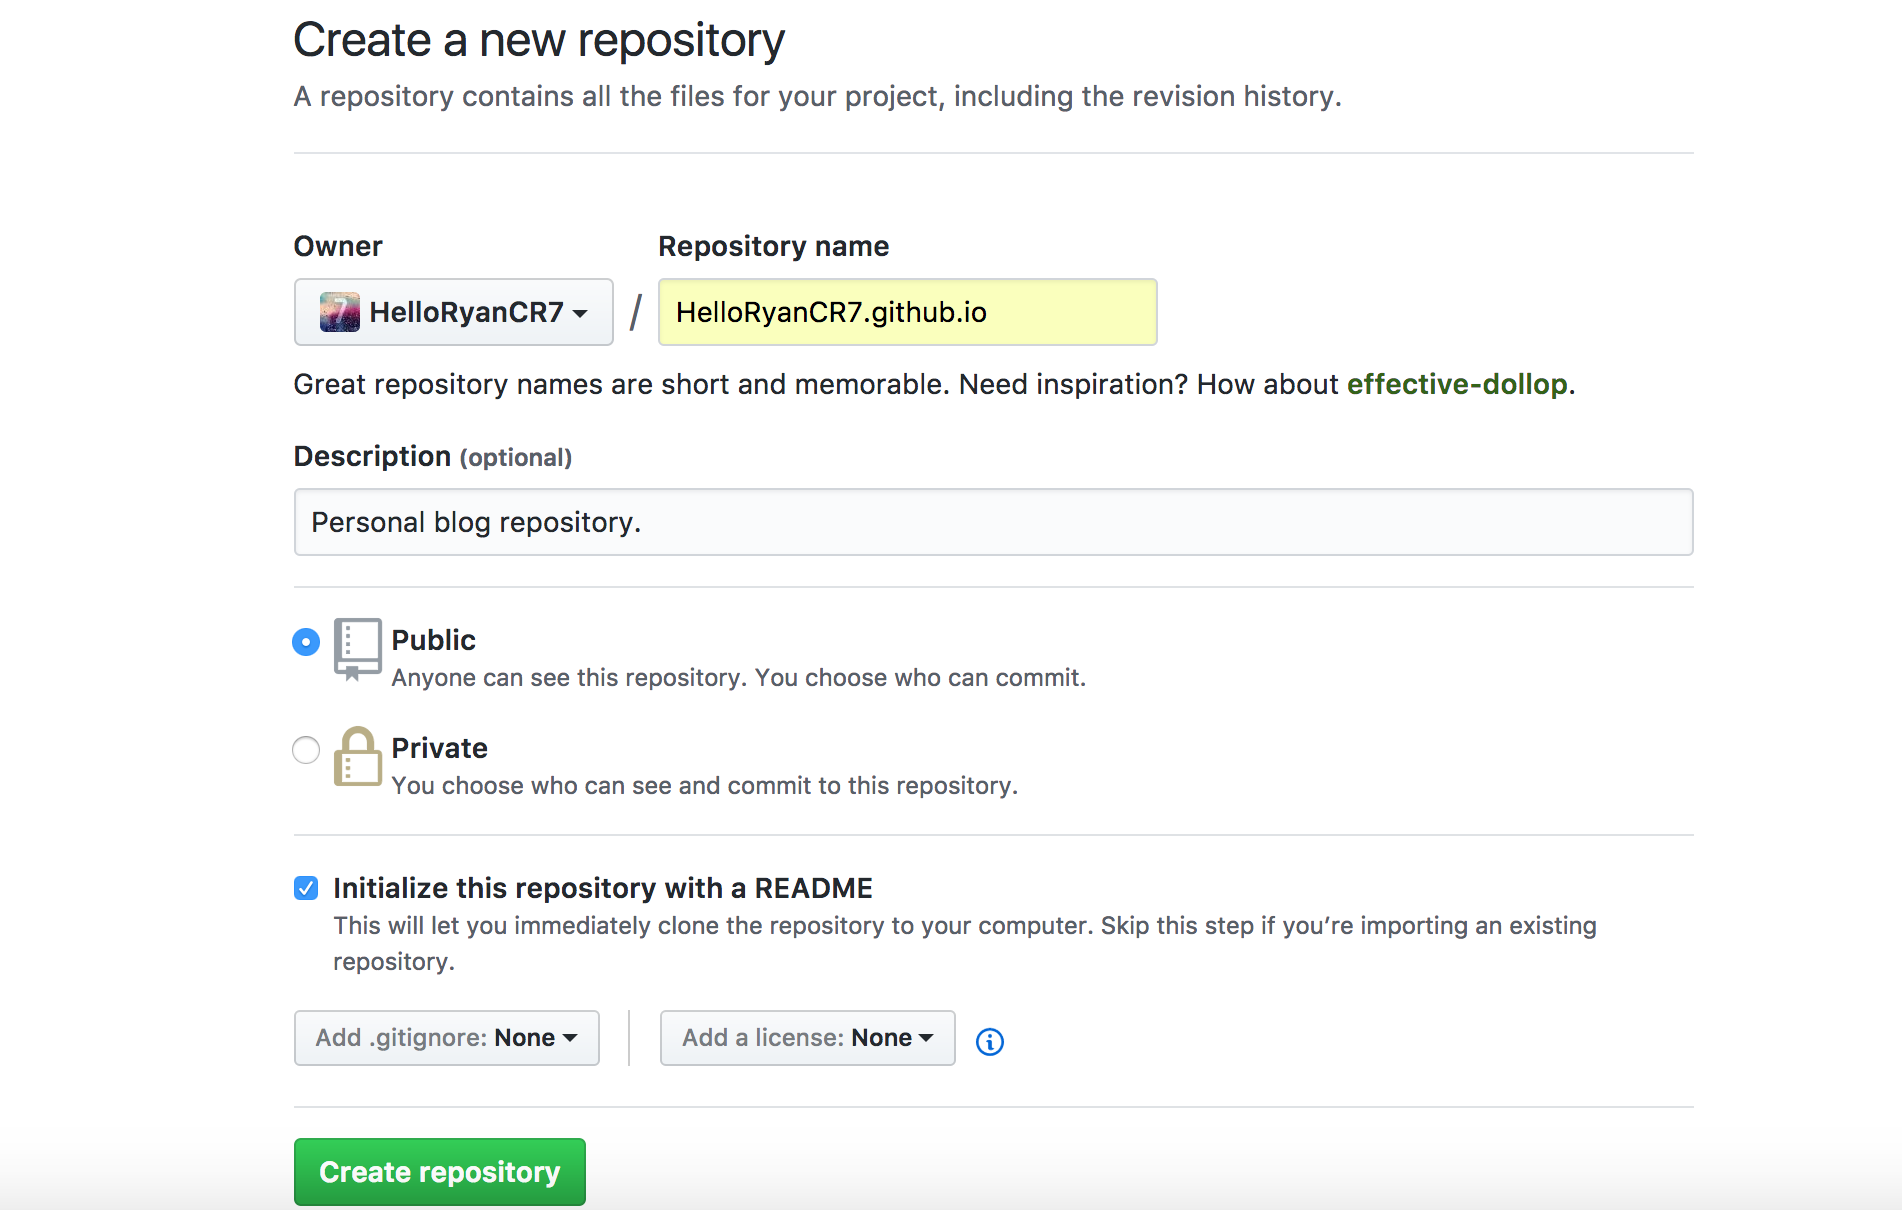 Create a new repository
A repository contains all the files for your project, including the revision history.
Owner
Repository name
7 HelloRyanCR7 / HelloRyanCR7.github.io
Great repository names are short and memorable. Need inspiration? How about effective-dollop.
Description (optional)
Personal blog repository.
Public
Anyone can see this repository. You choose who can commit.
Private
You choose who can see and commit to this repository.
Initialize this repository with a README
This will let you immediately clone the repository to your computer. Skip this step if you’re importing an existing
repository.
Add .gitignore: None
Add a license: None
Create repository